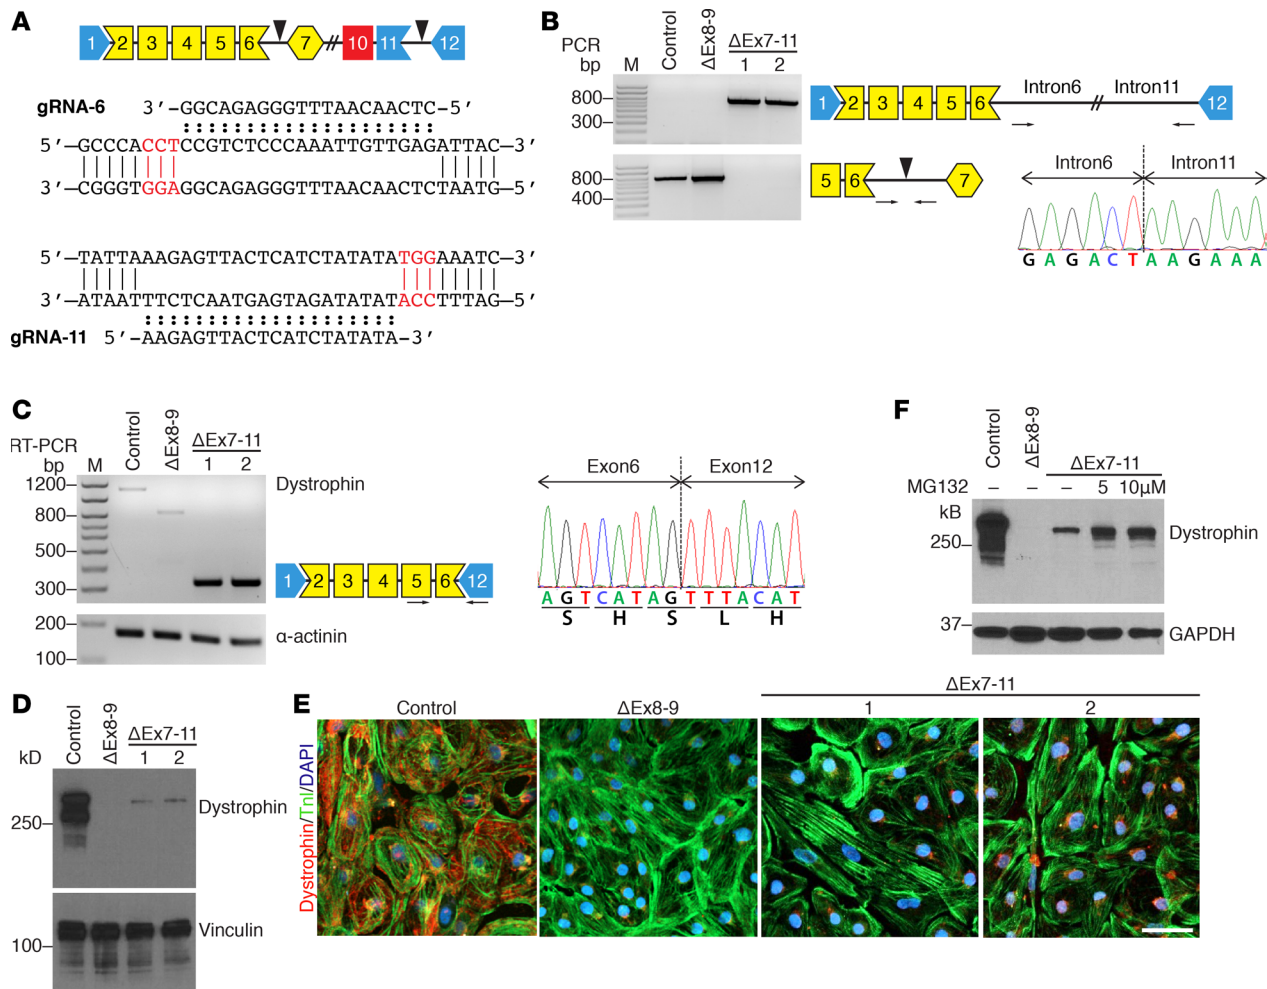 A
1 2 3 4 5 6 7 10 11 12
gRNA-6 3′-GGCAGAGGGTTTAACAACTC-5′
5′-GCCCACCTCCGTCTCCCAAATTGTTGAGATTAC-3′
3′-CGGGTGGAGGCAGAGGGTTTAACAACTCTAATG-5′
5′-TATTAAAGAGTTACTCATCTATATATGGAAATC-3′
3′-ATAATTTCTCAATGAGTAGATATATACCTTTAG-5′
gRNA-11 5′-AAGAGTTACTCATCTATATA-3′
B
PCR
bp
M
Control
ΔEx8-9
ΔEx7-11
1 2
800
300
800
400
1 2 3 4 5 6 Intron6 Intron11 12
5 6 7
Intron6 Intron11
G A G A C T A A G A A A
C
RT-PCR
bp
M
Control
ΔEx8-9
ΔEx7-11
1 2
1200
800
500
300
Dystrophin
1 2 3 4 5 6 12
200
100
α-actinin
Exon6 Exon12
A G T C A T A G T T T A C A T
S H S L H
F
Control
ΔEx8-9
ΔEx7-11
MG132 – – – 5 10µM
kB
250
Dystrophin
37
GAPDH
D
kD
Control
ΔEx8-9
ΔEx7-11
1 2
250
Dystrophin
100
Vinculin
E
Control ΔEx8-9 ΔEx7-11
1 2
Dystrophin/TnI/DAPI